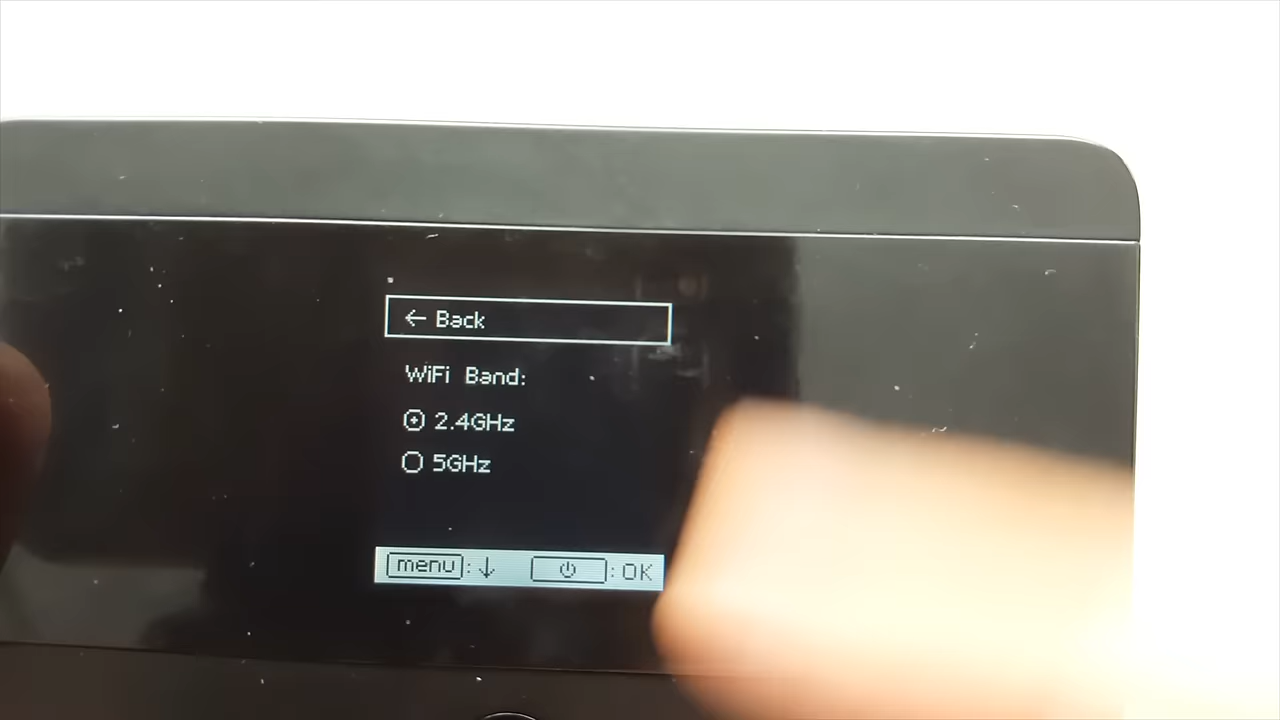 ← Back
WiFi Band:
2.4GHz
5GHz
menu:↓ ⏻:OK